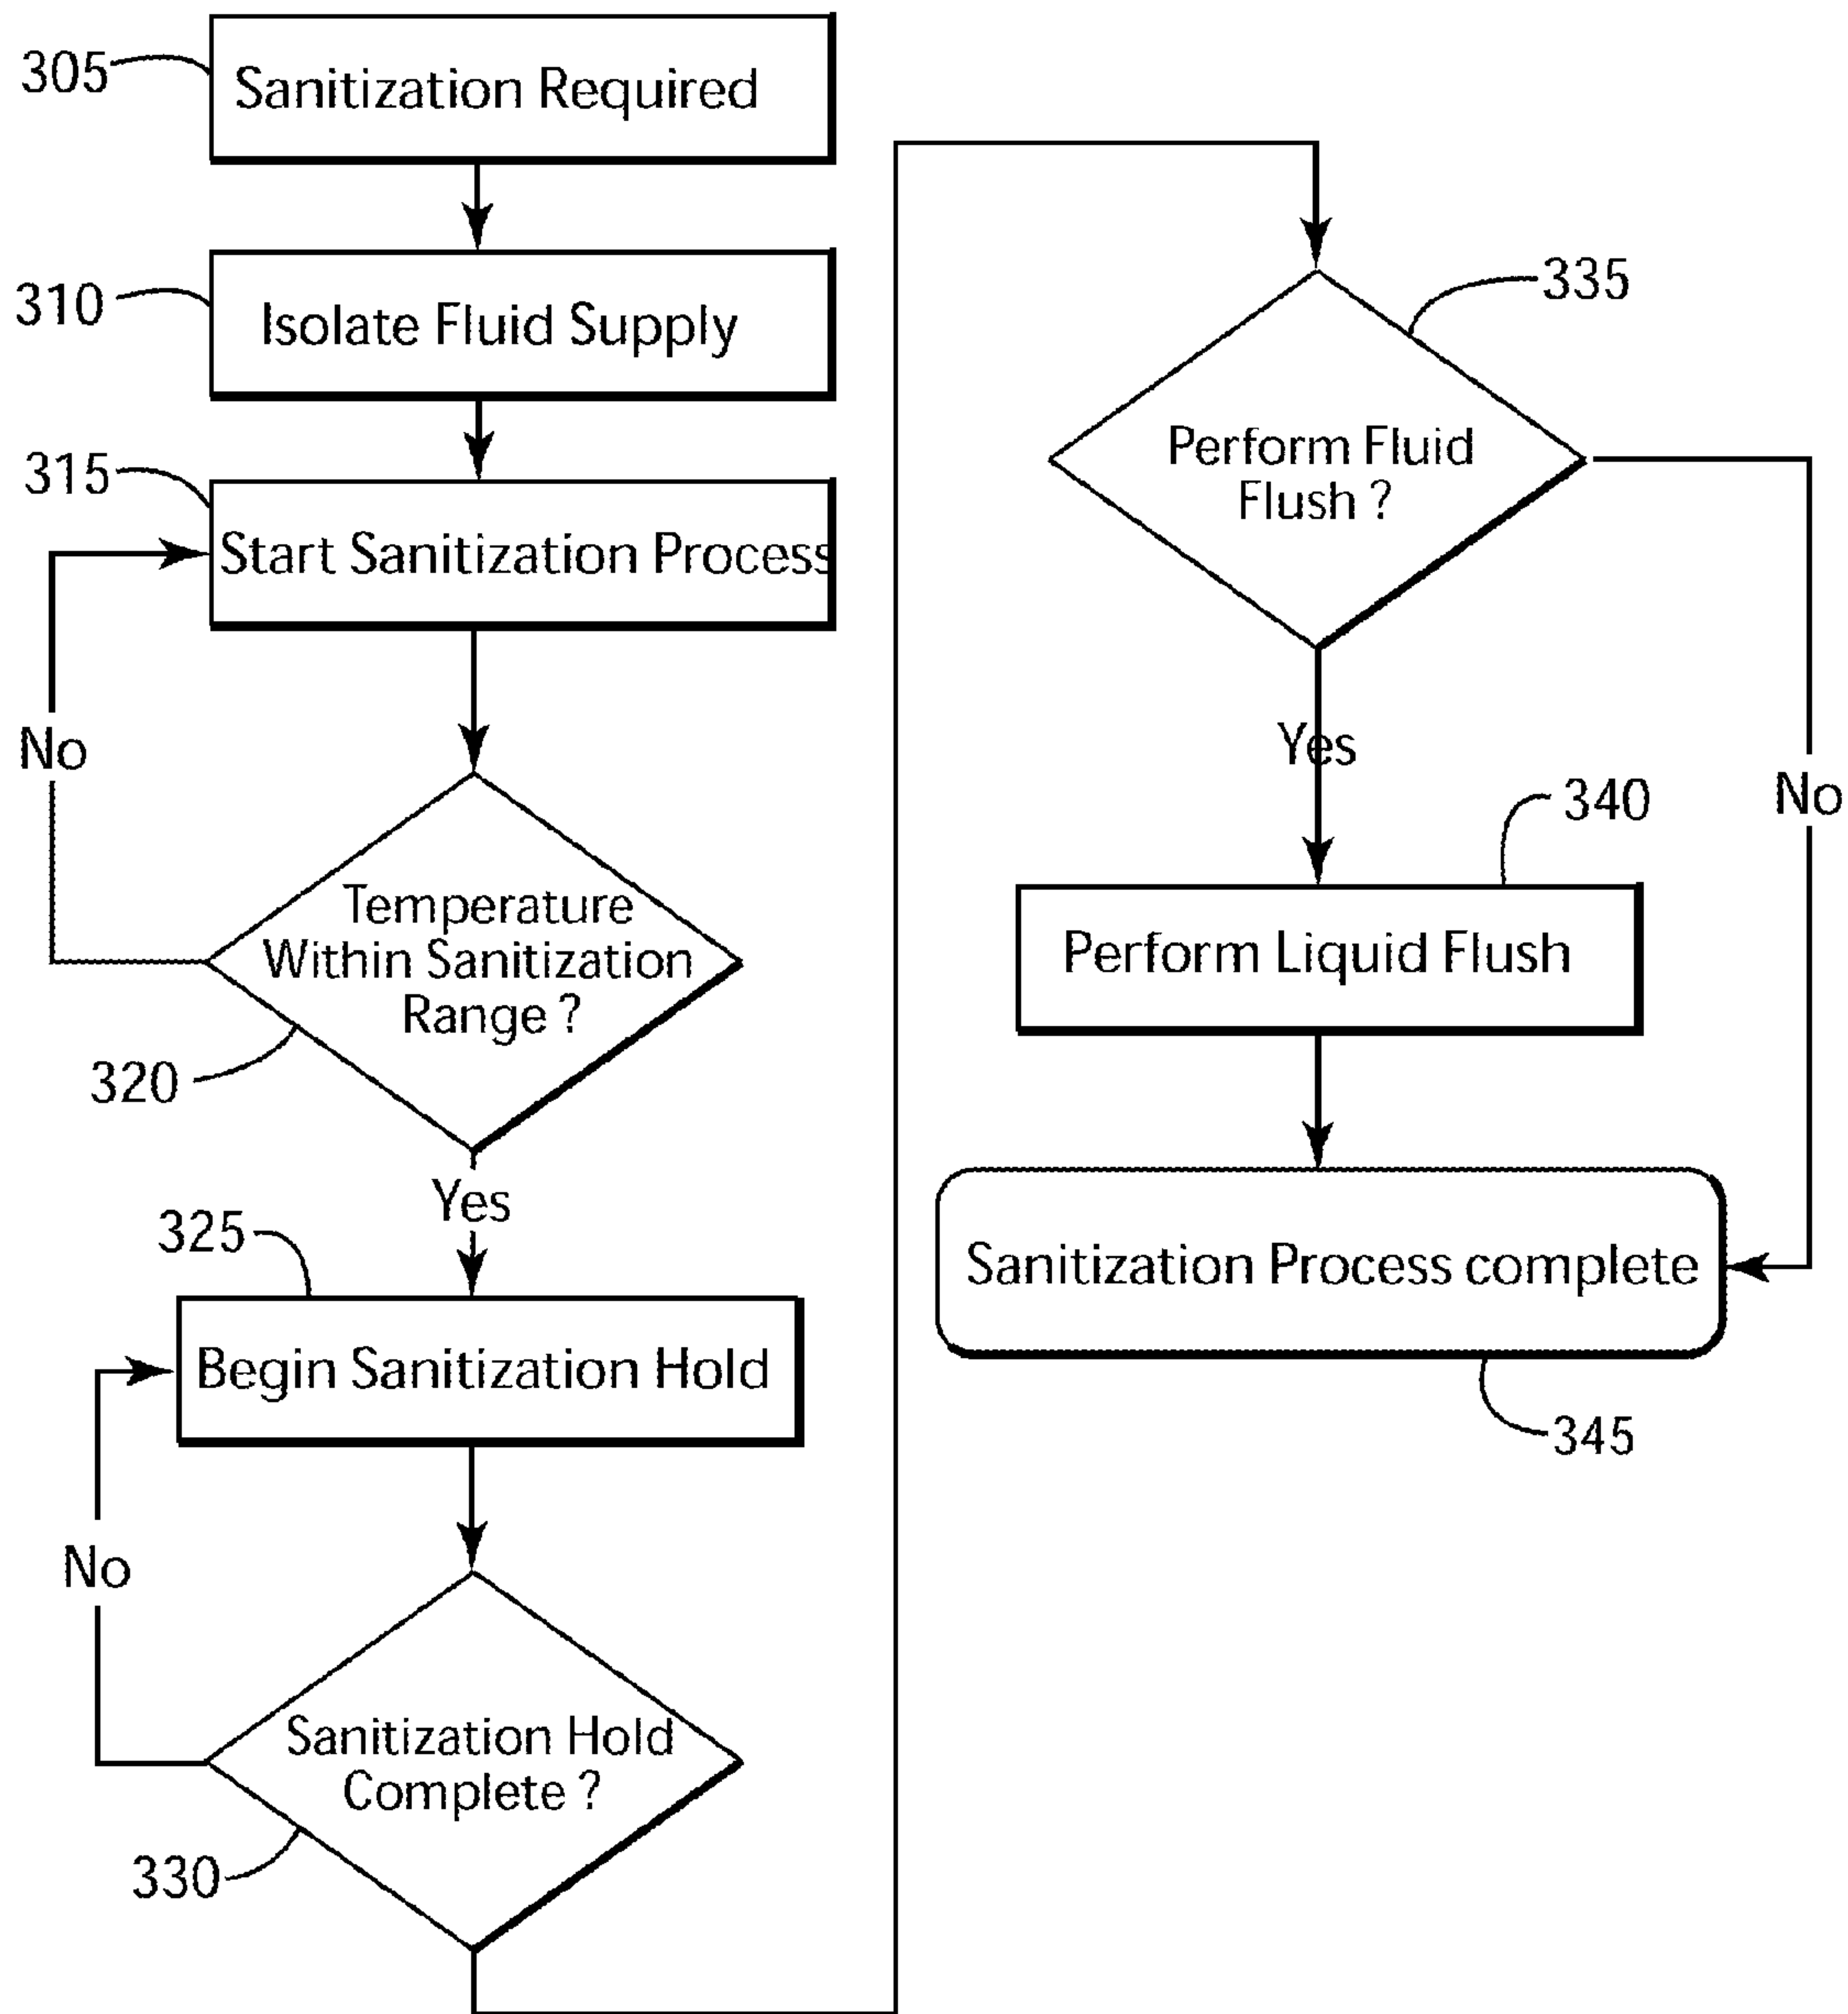 305
Sanitization Required
310
Isolate Fluid Supply
315
Start Sanitization Process
No
Temperature
Within Sanitization
Range ?
320
Yes
325
Begin Sanitization Hold
No
Sanitization Hold
Complete ?
330
335
Perform Fluid
Flush ?
Yes
No
340
Perform Liquid Flush
Sanitization Process complete
345